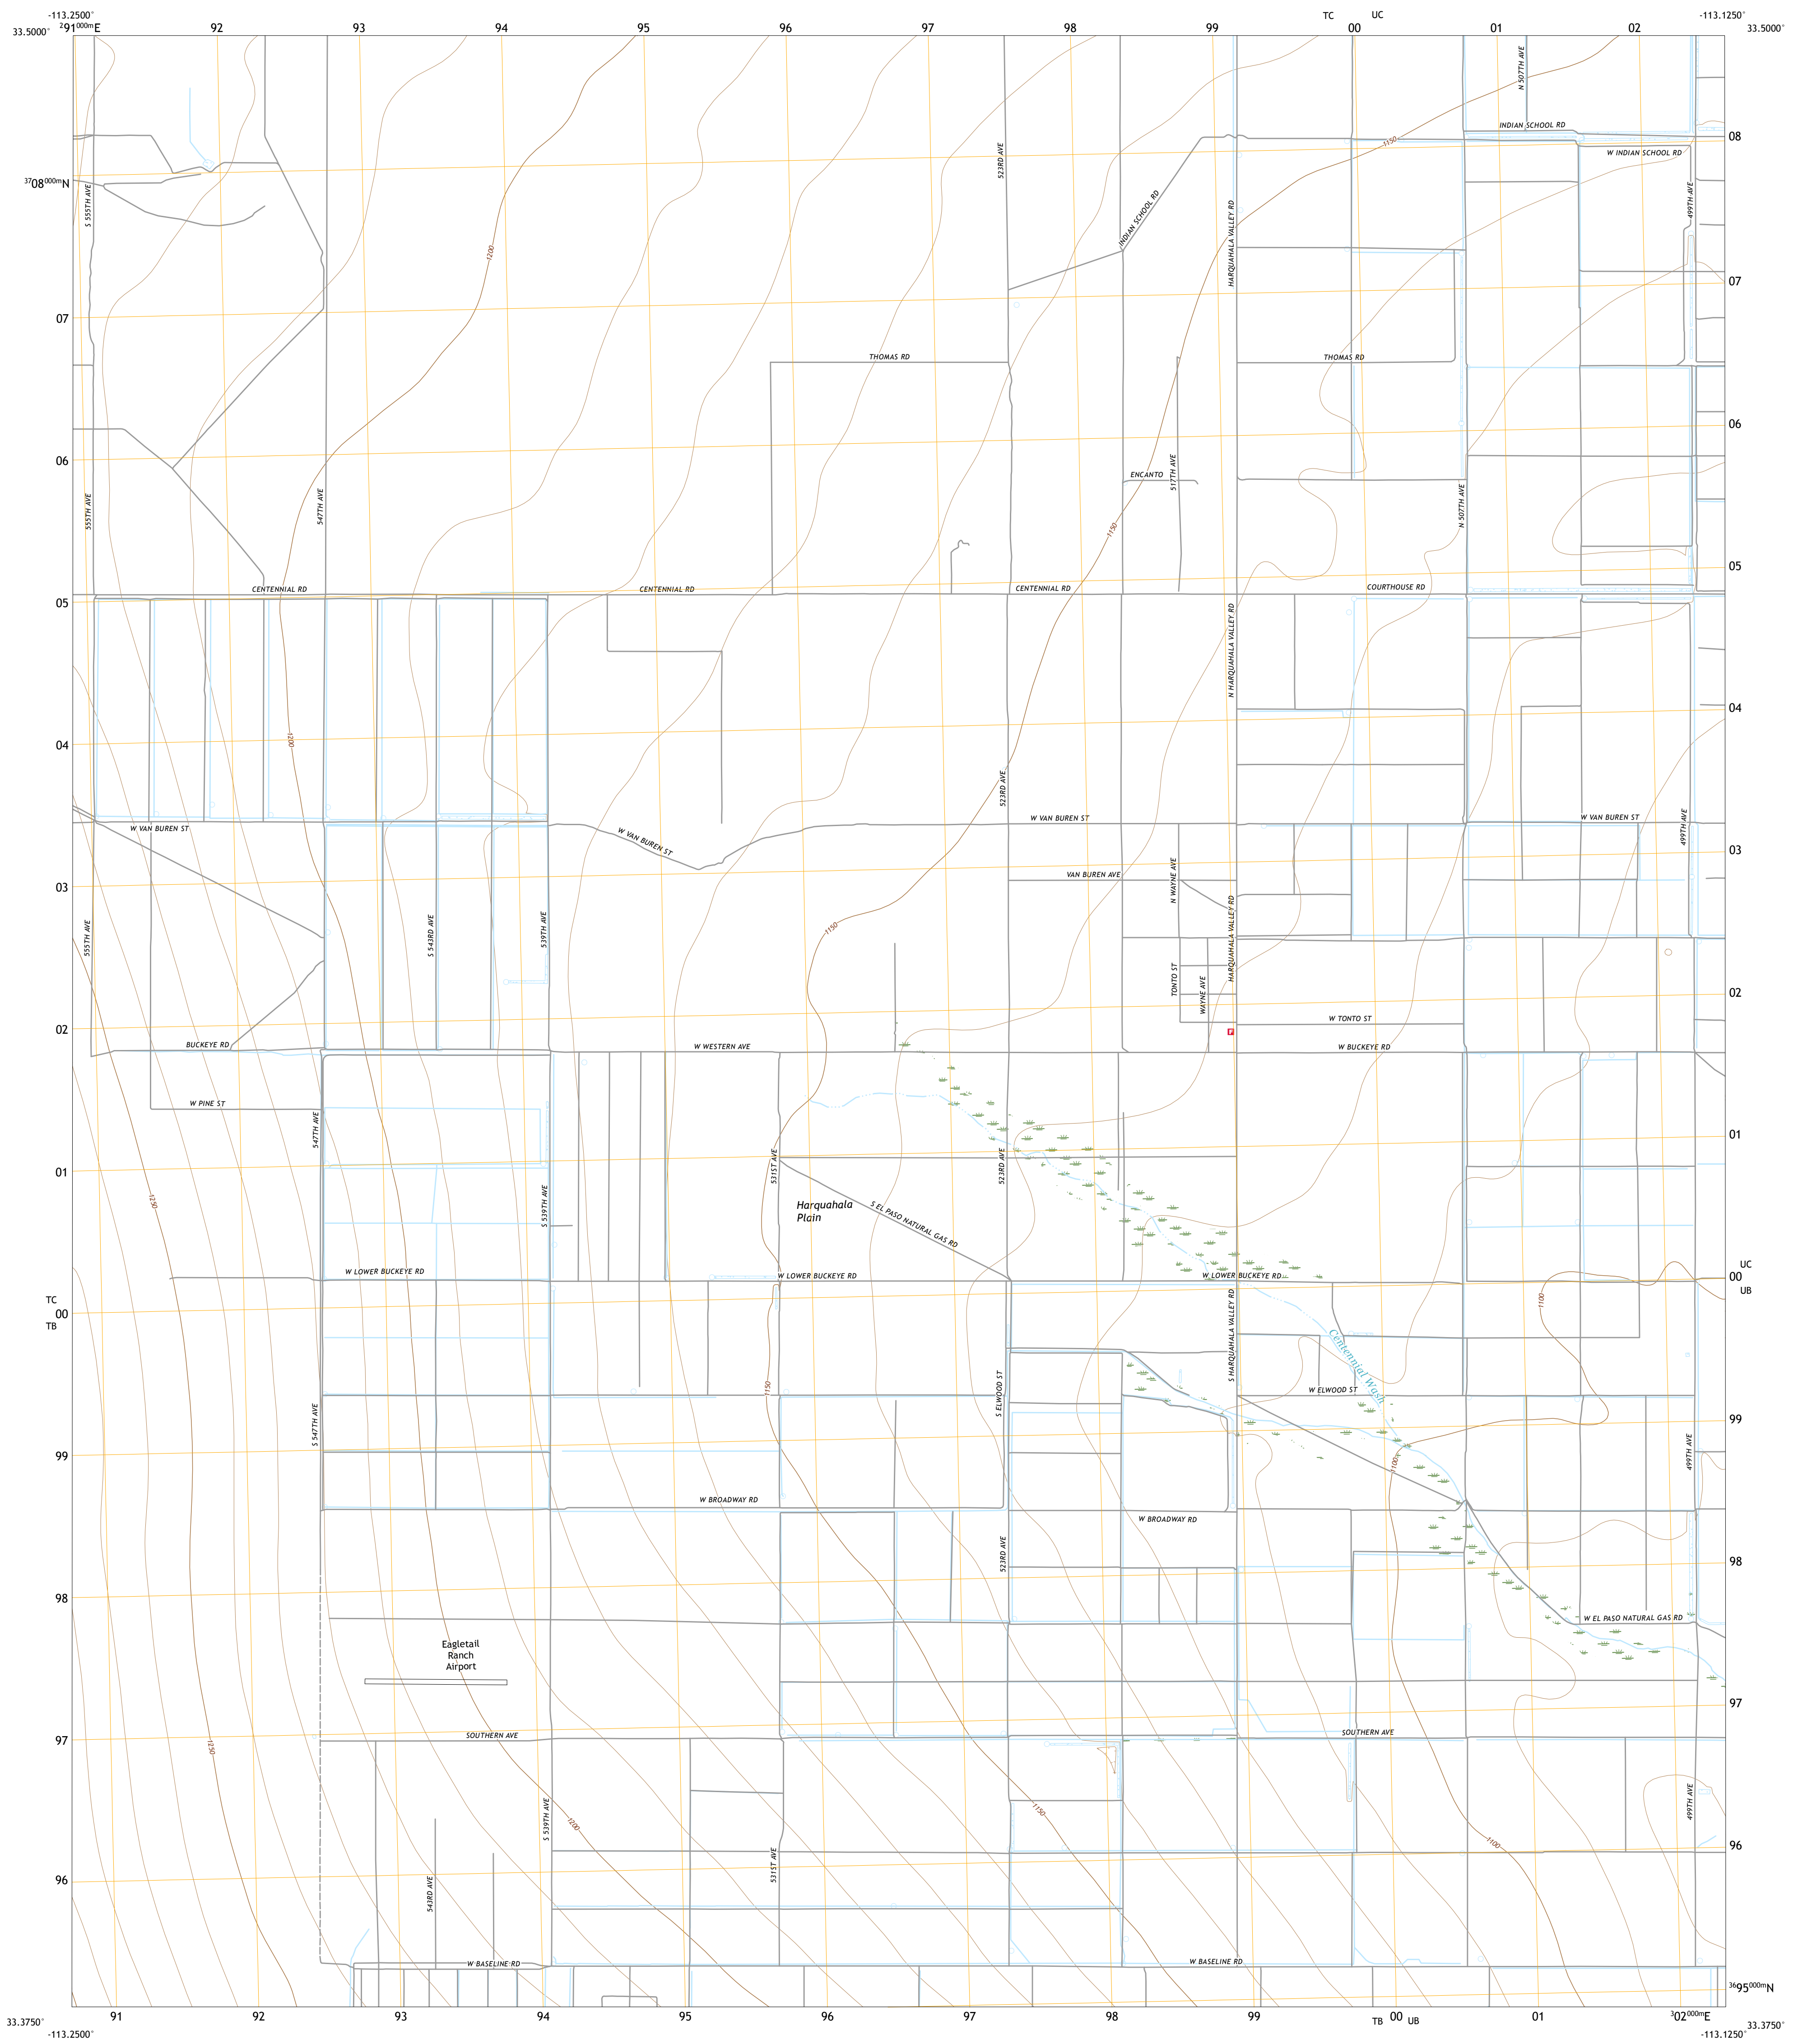 -113.2500°
TC
UC
-113.1250°
33.5000°
²91⁰⁰⁰ᵐE
92
93
94
95
96
97
98
99
00
01
02
33.5000°
N 507TH AVE
INDIAN SCHOOL RD
08
1150
W INDIAN SCHOOL RD
523RD AVE
³⁷08⁰⁰⁰ᵐN
S 555TH AVE
499TH AVE
INDIAN SCHOOL RD
HARQUAHALA VALLEY RD
1200
07
07
THOMAS RD
THOMAS RD
06
06
ENCANTO
517TH AVE
555TH AVE
547TH AVE
N 507TH AVE
1150
05
CENTENNIAL RD
CENTENNIAL RD
CENTENNIAL RD
COURTHOUSE RD
05
N HARQUAHALA VALLEY RD
04
1200
04
523RD AVE
W VAN BUREN ST
W VAN BUREN ST
W VAN BUREN ST
W VAN BUREN ST
499TH AVE
03
VAN BUREN AVE
N WAYNE AVE
03
1150
555TH AVE
S 543RD AVE
539TH AVE
HARQUAHALA VALLEY RD
TONTO ST
WAYNE AVE
02
W TONTO ST
02
BUCKEYE RD
W WESTERN AVE
W BUCKEYE RD
W PINE ST
547TH AVE
01
01
531ST AVE
523RD AVE
1250
S 539TH AVE
Harquahala
Plain
S EL PASO NATURAL GAS RD
UC
W LOWER BUCKEYE RD
W LOWER BUCKEYE RD
W LOWER BUCKEYE RD
00
UB
TC
00
TB
1100
S HARQUAHALA VALLEY RD
Centennial Wash
1150
S ELWOOD ST
W ELWOOD ST
99
S 547TH AVE
99
1100
499TH AVE
W BROADWAY RD
W BROADWAY RD
523RD AVE
98
98
W EL PASO NATURAL GAS RD
Eagletail
Ranch
Airport
97
SOUTHERN AVE
SOUTHERN AVE
97
1250
S 539TH AVE
1200
1150
499TH AVE
1100
96
531ST AVE
96
543RD AVE
W BASELINE RD
W BASELINE RD
³⁶95⁰⁰⁰ᵐN
91
92
93
94
95
96
97
98
99
00
01
³02⁰⁰⁰ᵐE
33.3750°
TB
UB
33.3750°
-113.2500°
-113.1250°